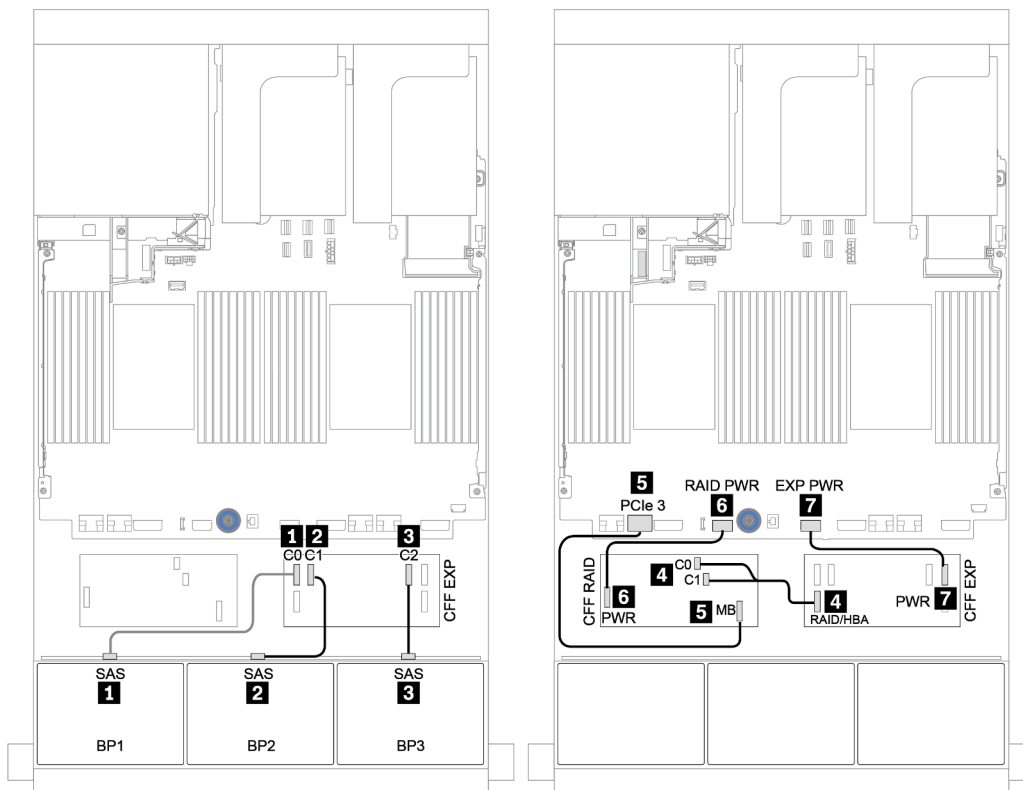 1 2 3
C0 C1 C2
CFF EXP
SAS SAS SAS
1 2 3
BP1 BP2 BP3
5 RAID PWR EXP PWR
PCIe 3 6 7
CFF RAID
C0
4 C1
6
PWR
5 MB
4
RAID/HBA
PWR 7
CFF EXP